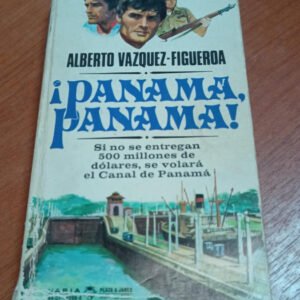 ALBERTO VAZQUEZ-FIGUEROA
¡PANAMA,
PANAMA!
Si no se entregan
500 millones de
dólares, se volará
el Canal de Panamá
PLAZA & JANES